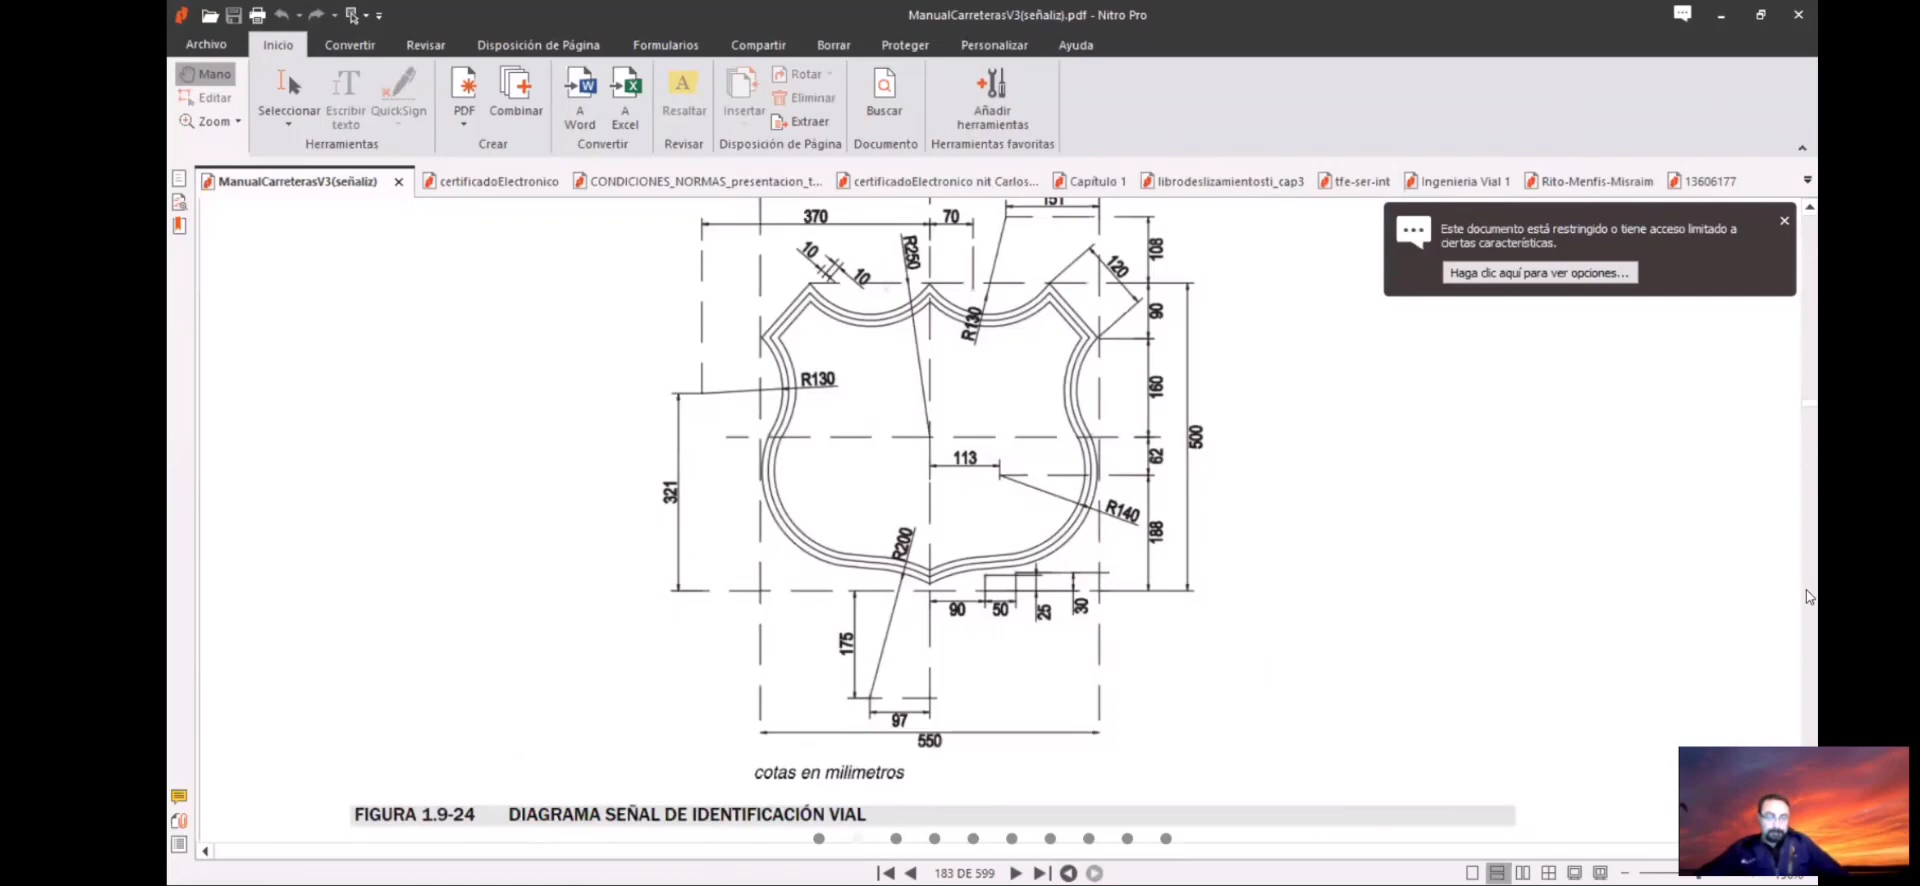 ManualCarreterasV3(señaliz).pdf - Nitro Pro
Archivo Inicio Convertir Revisar Disposición de Página Formularios Compartir Borrar Proteger Personalizar Ayuda
Mano
Editar
Zoom
Seleccionar
Escribir texto
QuickSign
Herramientas
PDF
Combinar
Crear
A Word
A Excel
Convertir
Resaltar
Revisar
Insertar
Rotar
Eliminar
Extraer
Disposición de Página
Buscar
Documento
Añadir herramientas
Herramientas favoritas
ManualCarreterasV3(señaliz) certificadoElectronico CONDICIONES_NORMAS_presentacion_t... certificadoElectronico nit Carlos... Capítulo 1 librodeslizamientosti_cap3 tfe-ser-int Ingenieria Vial 1 Rito-Menfis-Misraim 13606177
Este documento está restringido o tiene acceso limitado a
ciertas características.
Haga clic aquí para ver opciones...
370
70
151
10
10
R250
108
120
R130
90
R130
160
500
113
62
321
R140
R200
188
90
50
25
30
175
97
550
cotas en milimetros
FIGURA 1.9-24 DIAGRAMA SEÑAL DE IDENTIFICACIÓN VIAL
183 DE 599